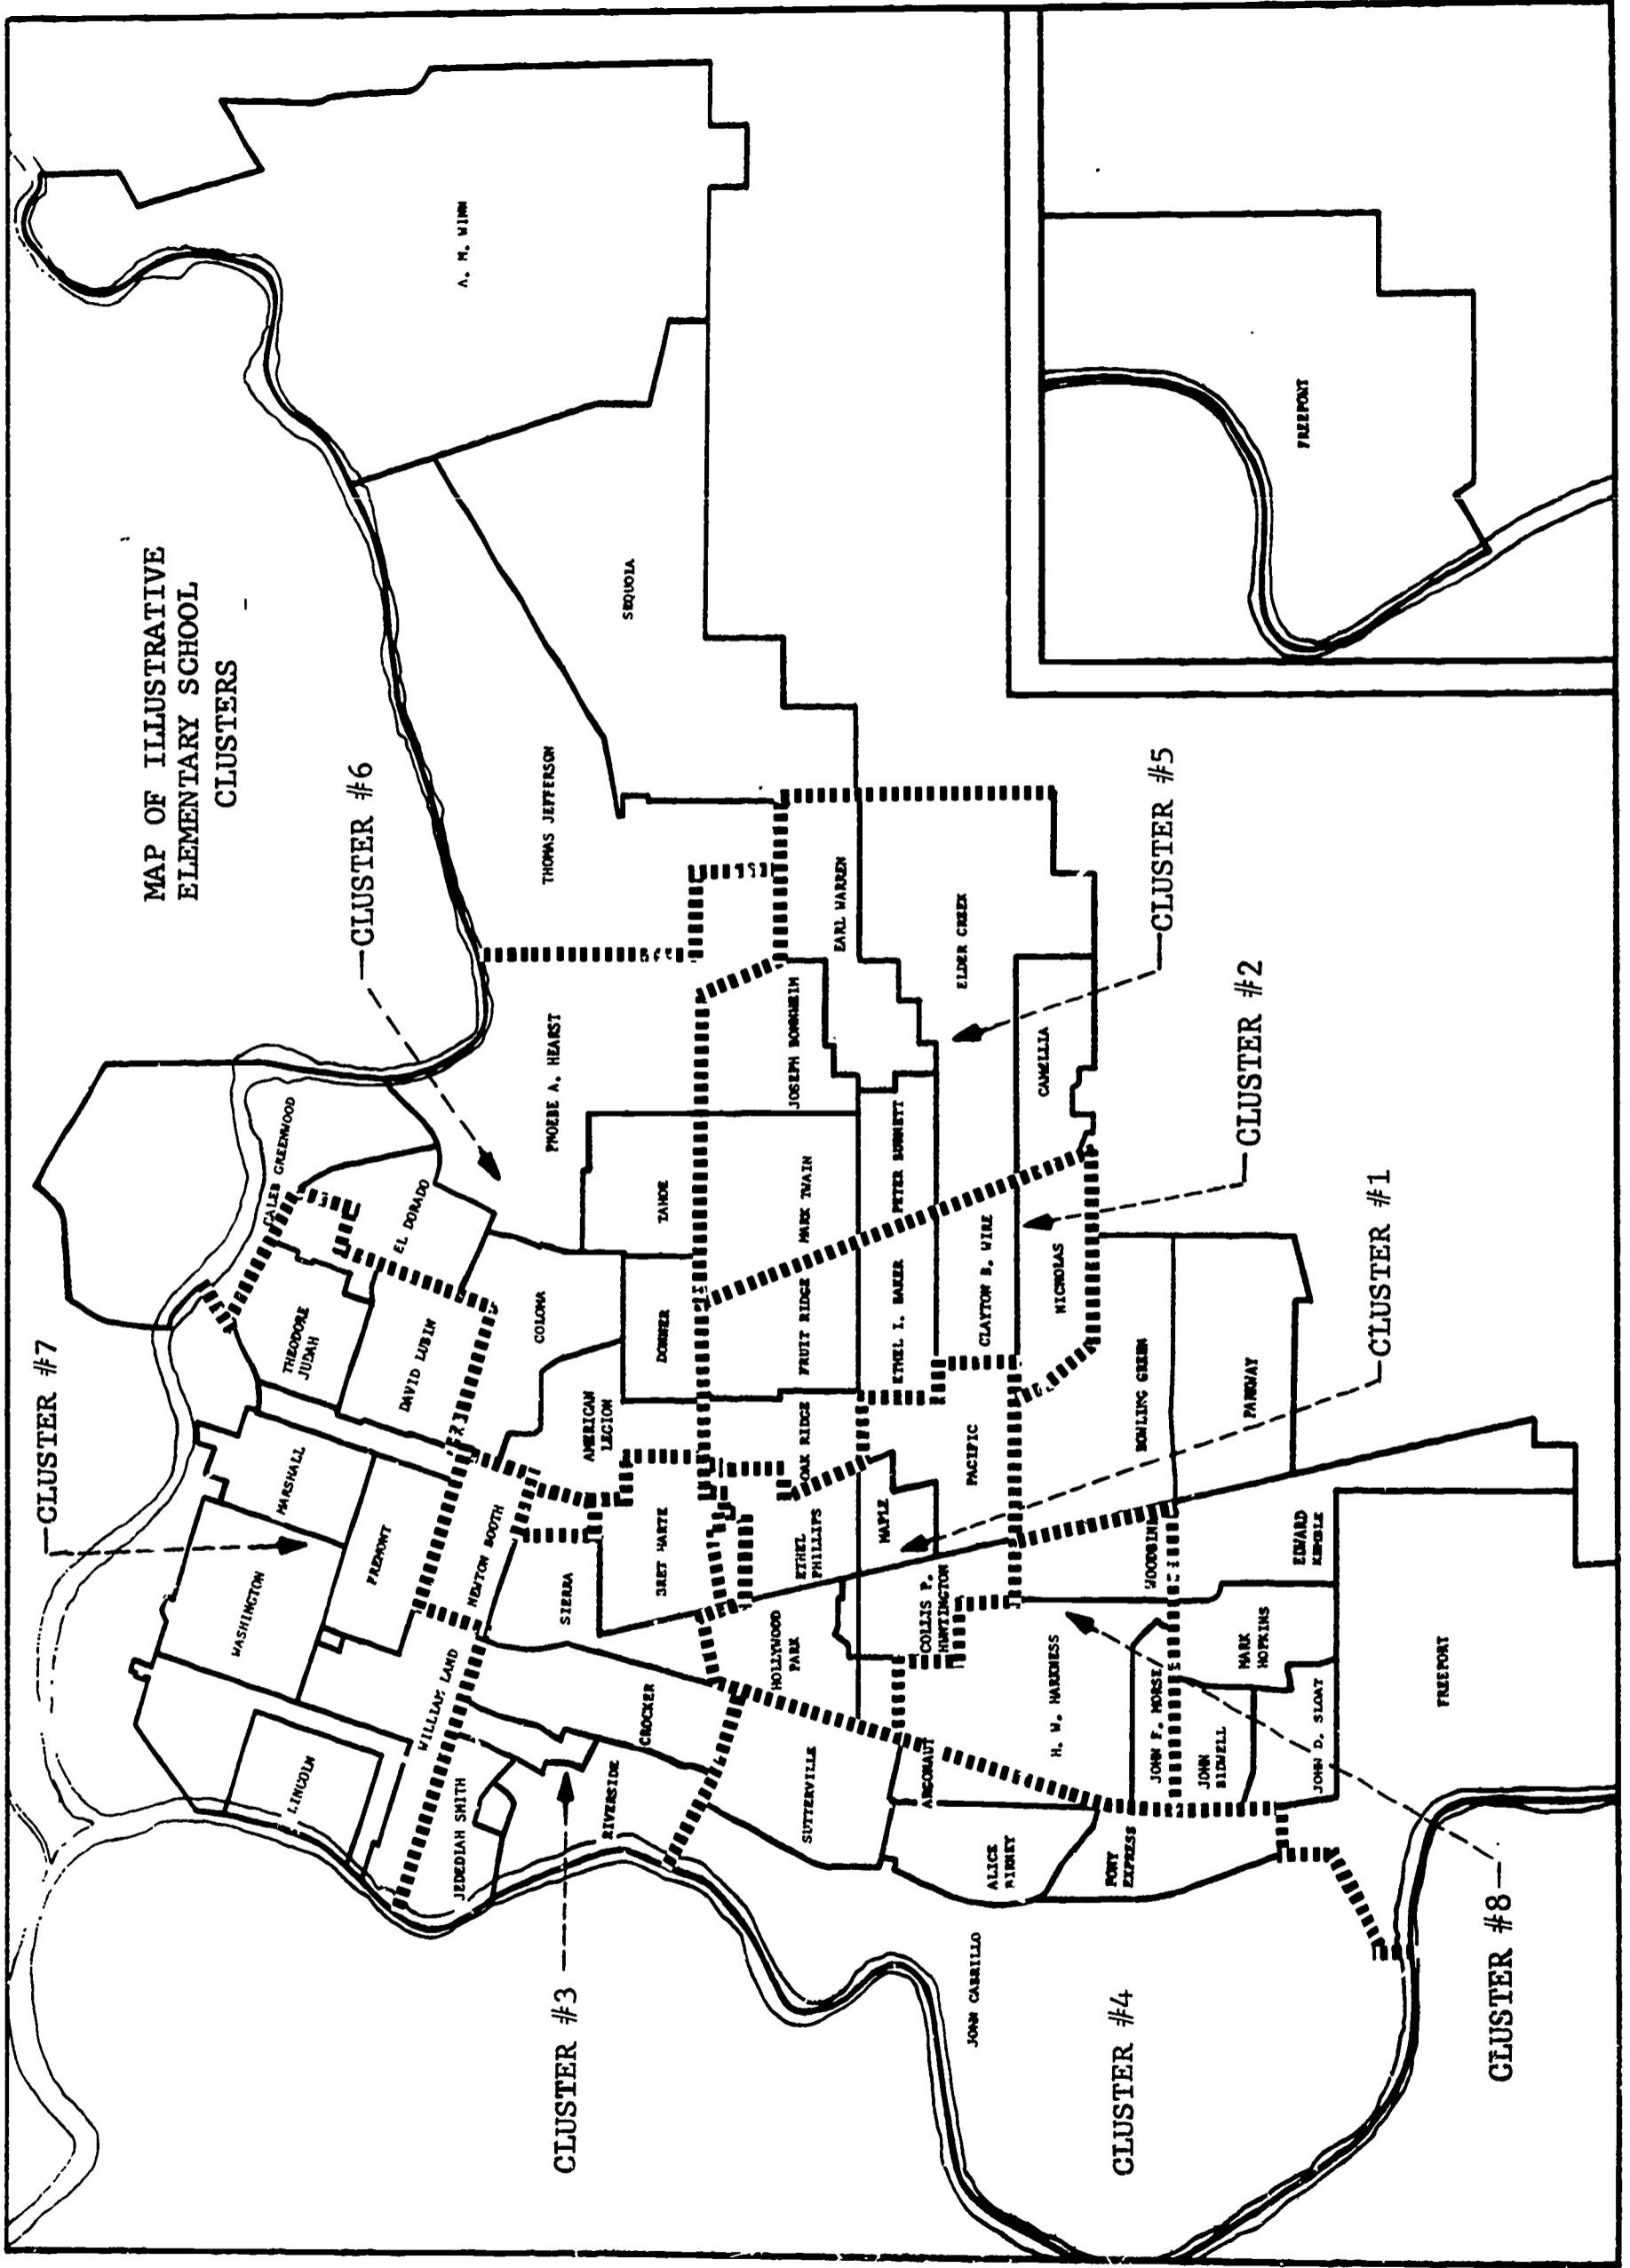 MAP OF ILLUSTRATIVE
ELEMENTARY SCHOOL
CLUSTERS
CLUSTER #7
CLUSTER #6
A. M. WINN
CALEB GREENWOOD
THEODORE
JUDAH
EL DORADO
MARSHALL
WASHINGTON
DAVID LUBIN
FREMONT
LINCOLN
WILLIAM LAND
NEWTON BOOTH
JEDEDIAH SMITH
COLOMA
PHOEBE A. HEARST
THOMAS JEFFERSON
SEQUOIA
SIERRA
AMERICAN
LEGION
CLUSTER #3
RIVERSIDE
CROCKER
BRET HARTE
DONNER
TAHOE
HOLLYWOOD
PARK
SUTTERVILLE
ETHEL
PHILLIPS
OAK RIDGE
FRUIT RIDGE
MARK TWAIN
JOSEPH BONNHEIM
EARL WARREN
MAPLE
ETHEL I. BAKER
PETER BURNETT
ARGONAUT
COLLIS P.
HUNTINGTON
PACIFIC
CLAYTON B. WIRE
ELDER CREEK
JOHN CABRILLO
ALICE
BIRNEY
H. W. HARKNESS
NICHOLAS
CAMELLIA
CLUSTER #5
PONY
EXPRESS
JOHN F. MORSE
WOODBINE
BOWLING GREEN
CLUSTER #4
JOHN
BIDWELL
MARK
HOPKINS
PARKWAY
CLUSTER #2
JOHN D. SLOAT
EDWARD
KEMBLE
CLUSTER #1
FREEPORT
CLUSTER #8
FREEPORT